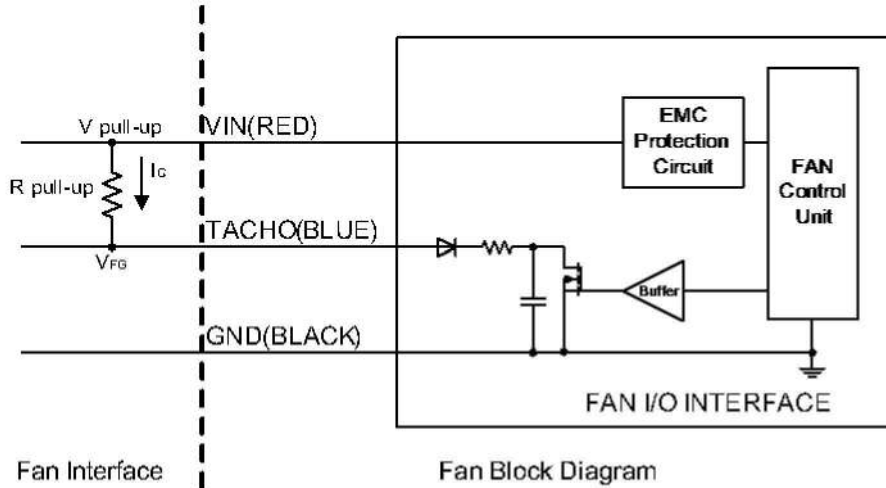 V pull-up
VIN(RED)
EMC
Protection
Circuit
FAN
Control
Unit
R pull-up
IC
TACHO(BLUE)
VFG
Buffer
GND(BLACK)
FAN I/O INTERFACE
Fan Interface
Fan Block Diagram